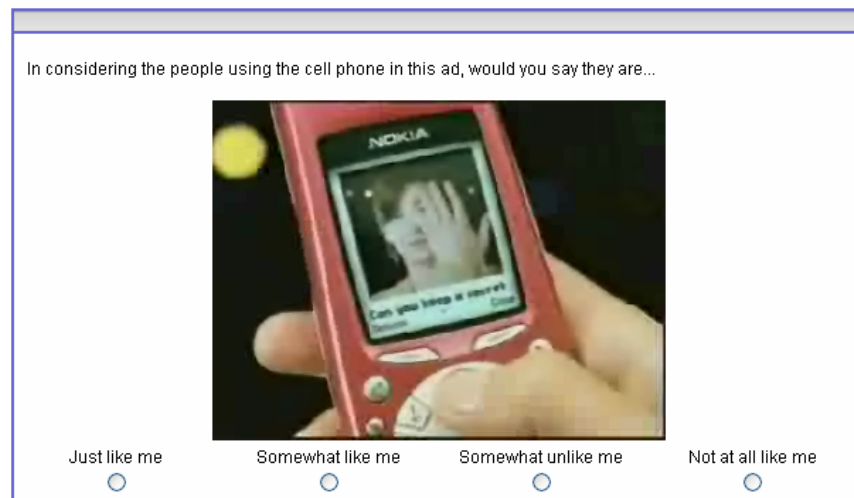 In considering the people using the cell phone in this ad, would you say they are...
NOKIA
Can you keep a secret
Close
Just like me
Somewhat like me
Somewhat unlike me
Not at all like me